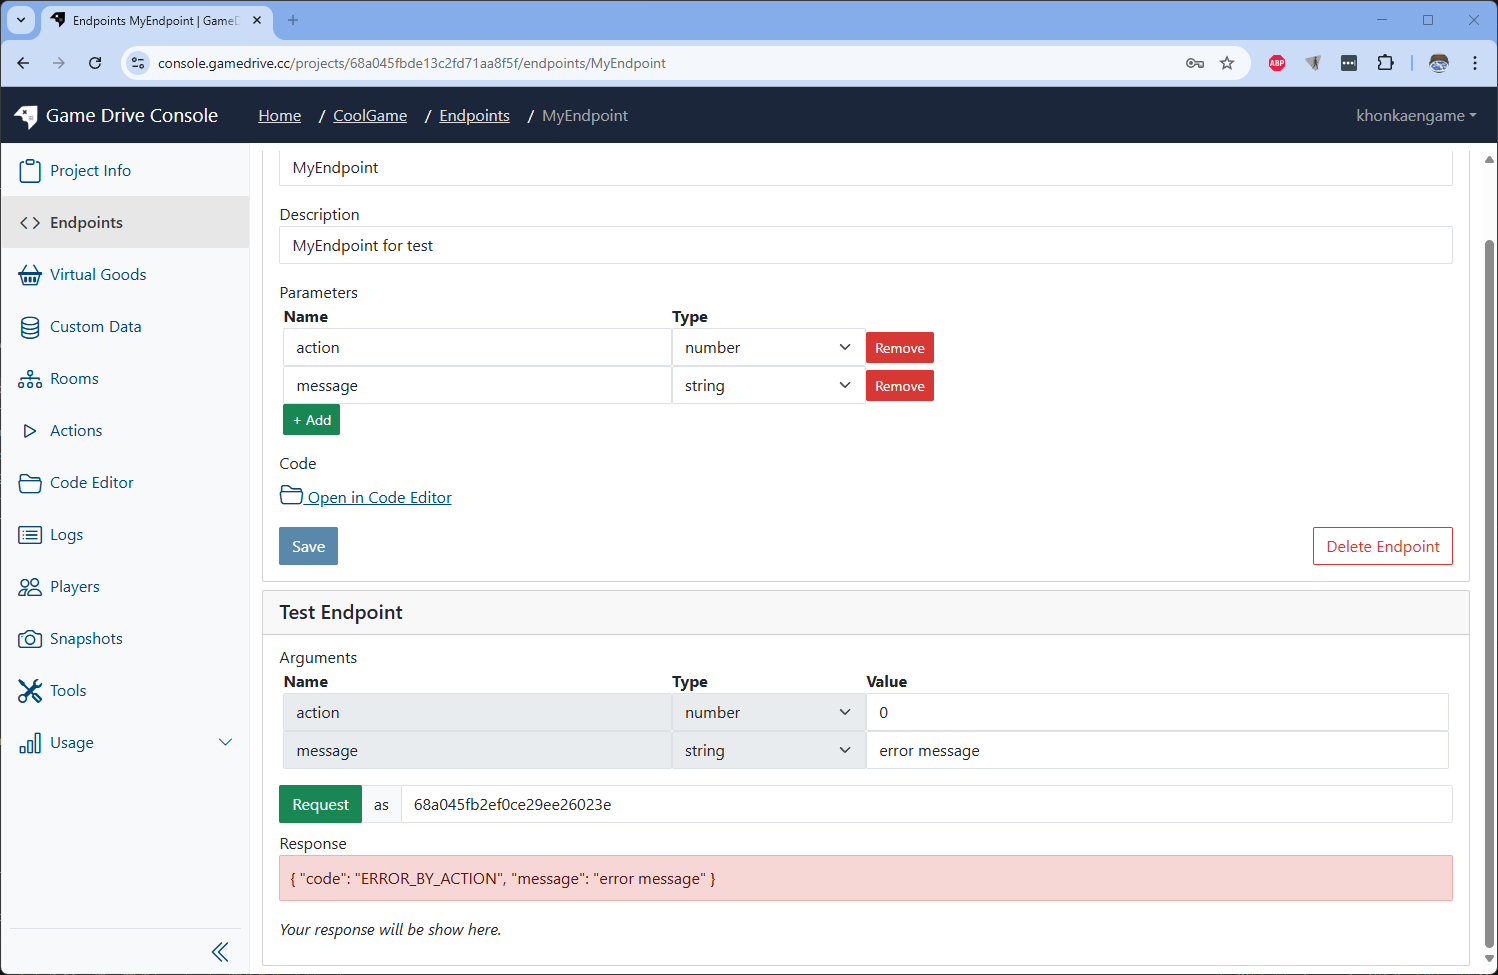 Endpoints MyEndpoint | GameD
console.gamedrive.cc/projects/68a045fbde13c2fd71aa8f5f/endpoints/MyEndpoint
ABP
Game Drive Console
Home / CoolGame / Endpoints / MyEndpoint
khonkaengame
Project Info
Endpoints
Virtual Goods
Custom Data
Rooms
Actions
Code Editor
Logs
Players
Snapshots
Tools
Usage
MyEndpoint
Description
MyEndpoint for test
Parameters
Name Type
action number Remove
message string Remove
+ Add
Code
Open in Code Editor
Save
Delete Endpoint
Test Endpoint
Arguments
Name Type Value
action number 0
message string error message
Request as 68a045fb2ef0ce29ee26023e
Response
{ "code": "ERROR_BY_ACTION", "message": "error message" }
Your response will be show here.